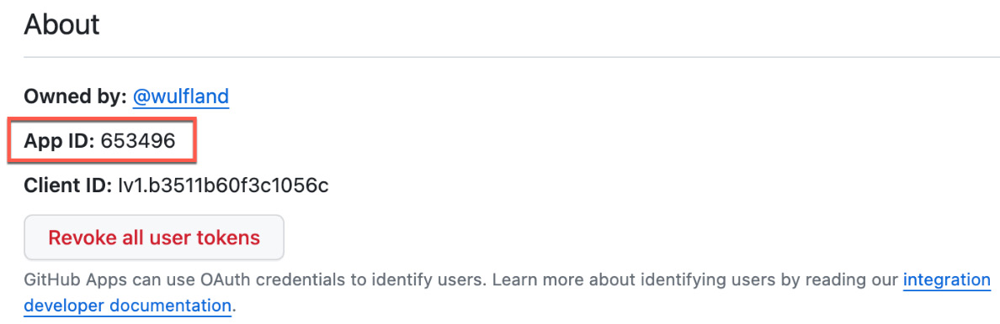 About
Owned by: @wulfland
App ID: 653496
Client ID: Iv1.b3511b60f3c1056c
Revoke all user tokens
GitHub Apps can use OAuth credentials to identify users. Learn more about identifying users by reading our integration
developer documentation.